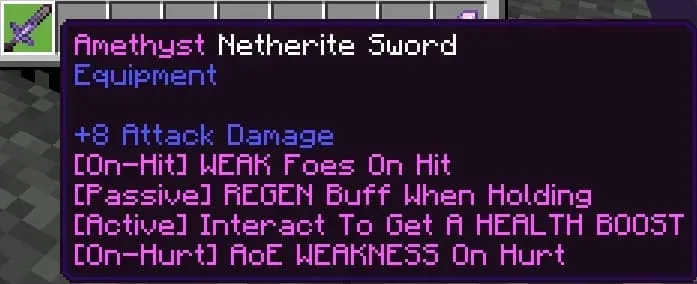 Amethyst Netherite Sword
Equipment
+8 Attack Damage
[On-Hit] WEAK Foes On Hit
[Passive] REGEN Buff When Holding
[Active] Interact To Get A HEALTH BOOST
[On-Hurt] AoE WEAKNESS On Hurt